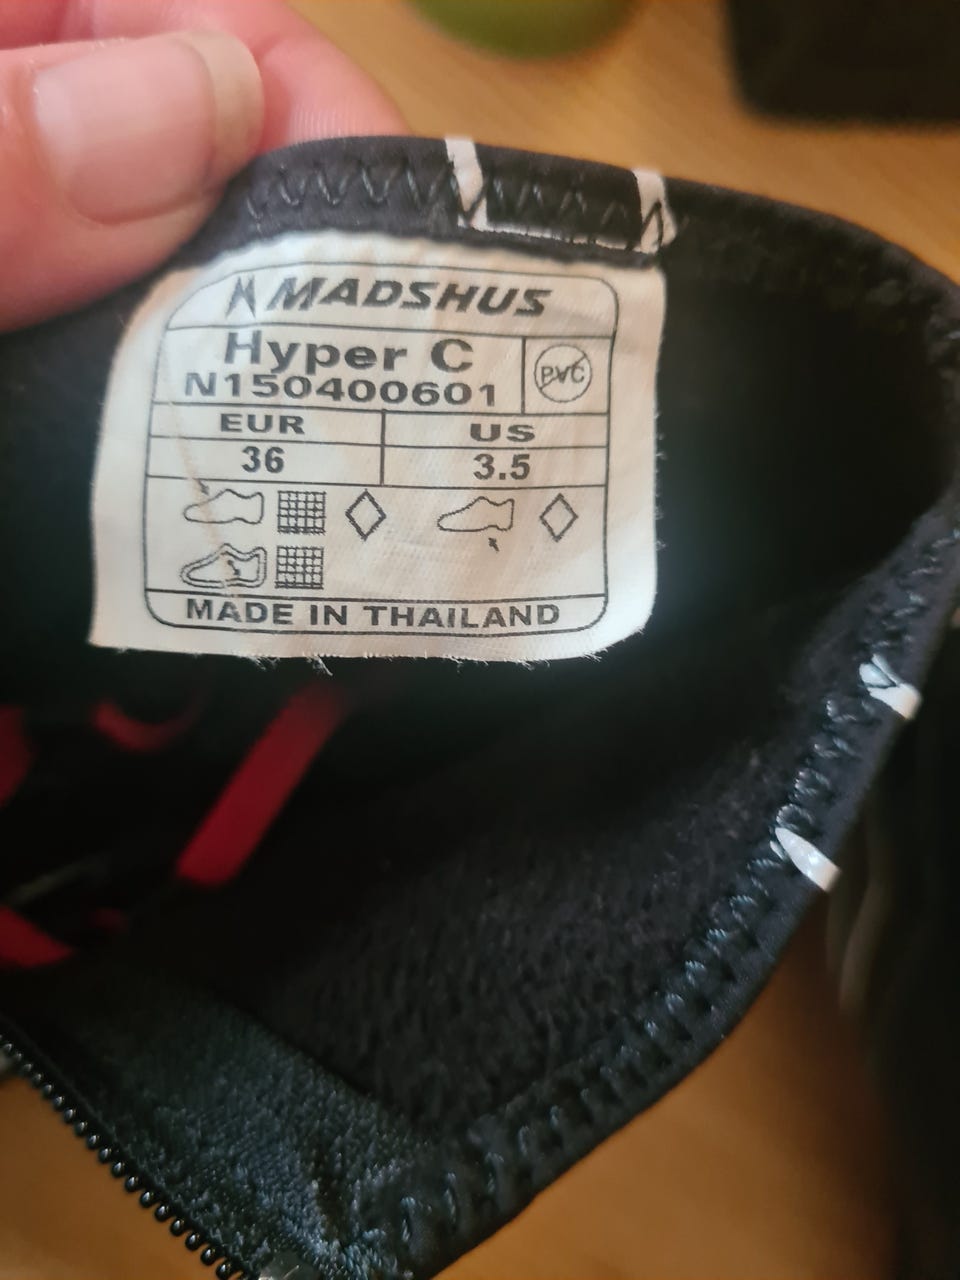 MADSHUS
Hyper C
N150400601
PVC
EUR US
36 3.5
MADE IN THAILAND